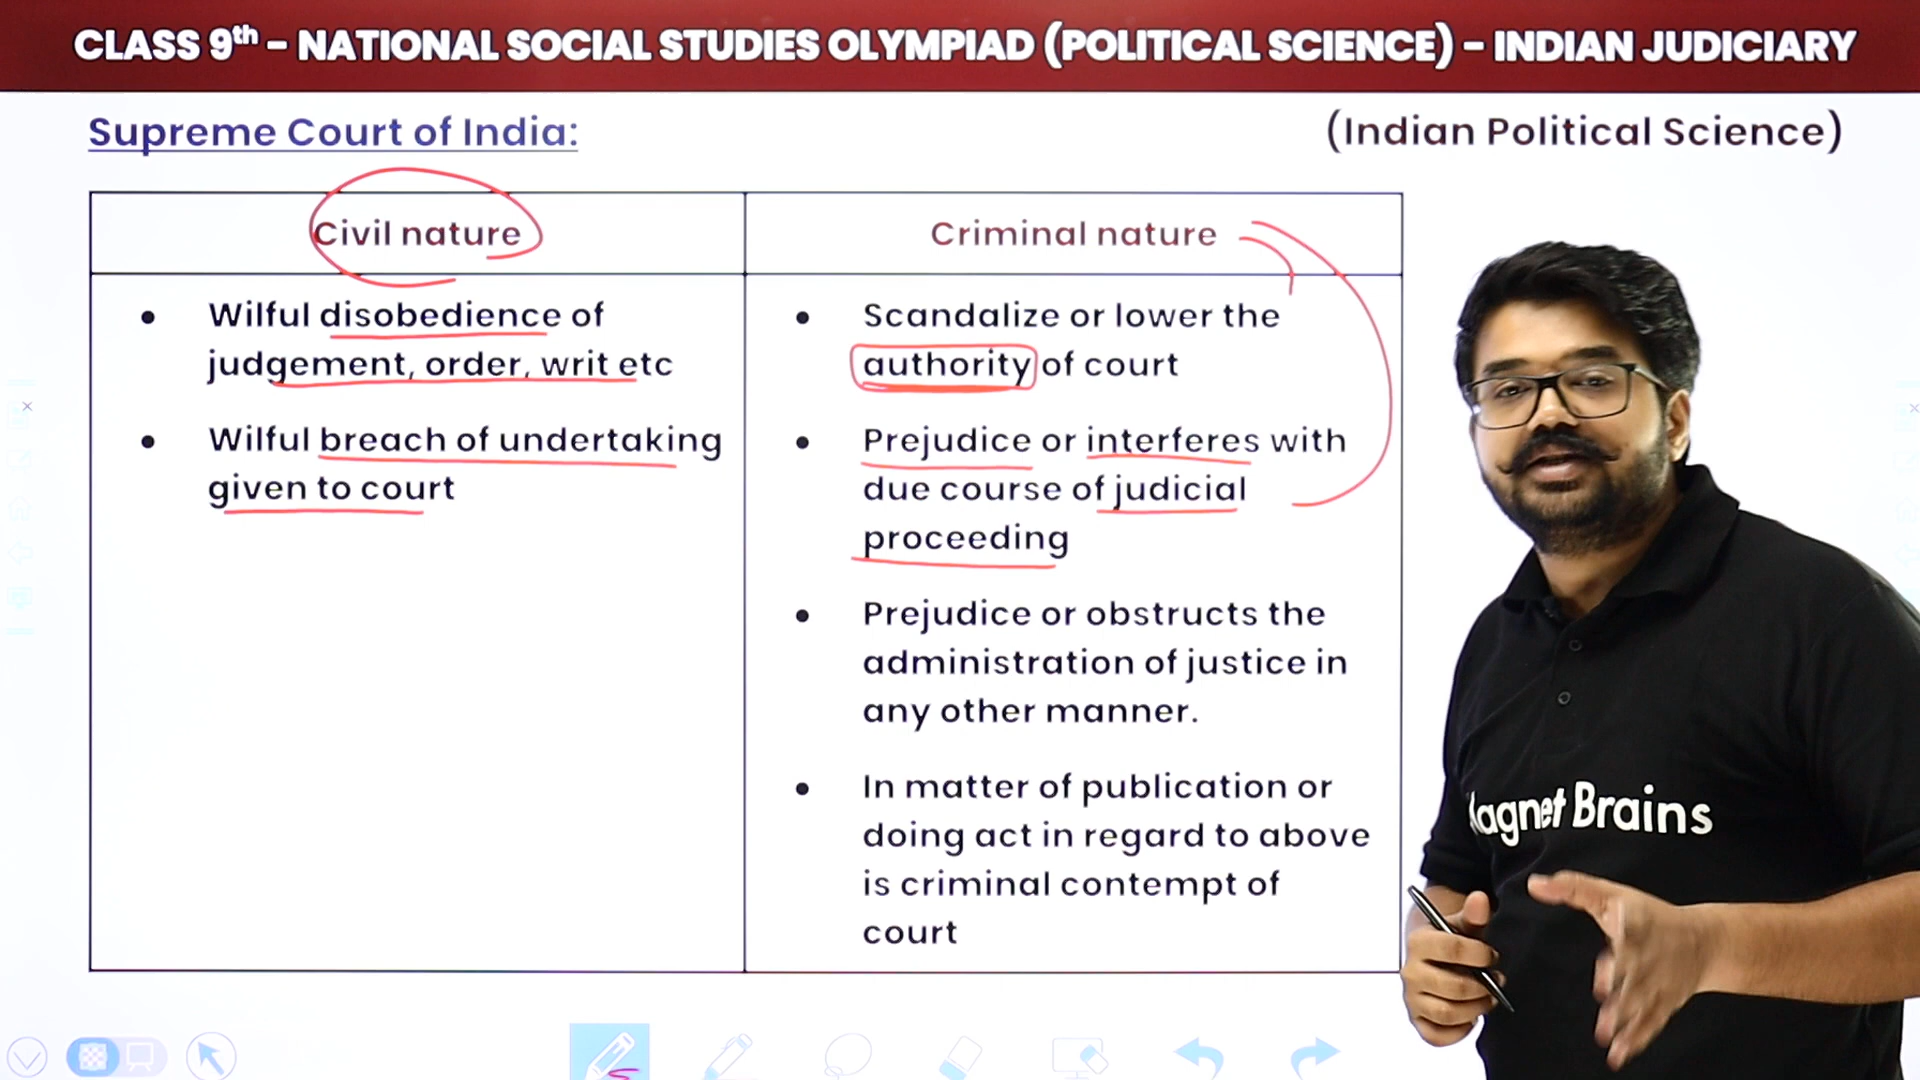 CLASS 9th - NATIONAL SOCIAL STUDIES OLYMPIAD (POLITICAL SCIENCE) - INDIAN JUDICIARY
Supreme Court of India:
(Indian Political Science)
Civil nature
Criminal nature
• Wilful disobedience of
judgement, order, writ etc
• Wilful breach of undertaking
given to court
• Scandalize or lower the
authority of court
• Prejudice or interferes with
due course of judicial
proceeding
• Prejudice or obstructs the
administration of justice in
any other manner.
• In matter of publication or
doing act in regard to above
is criminal contempt of
court
Magnet Brains